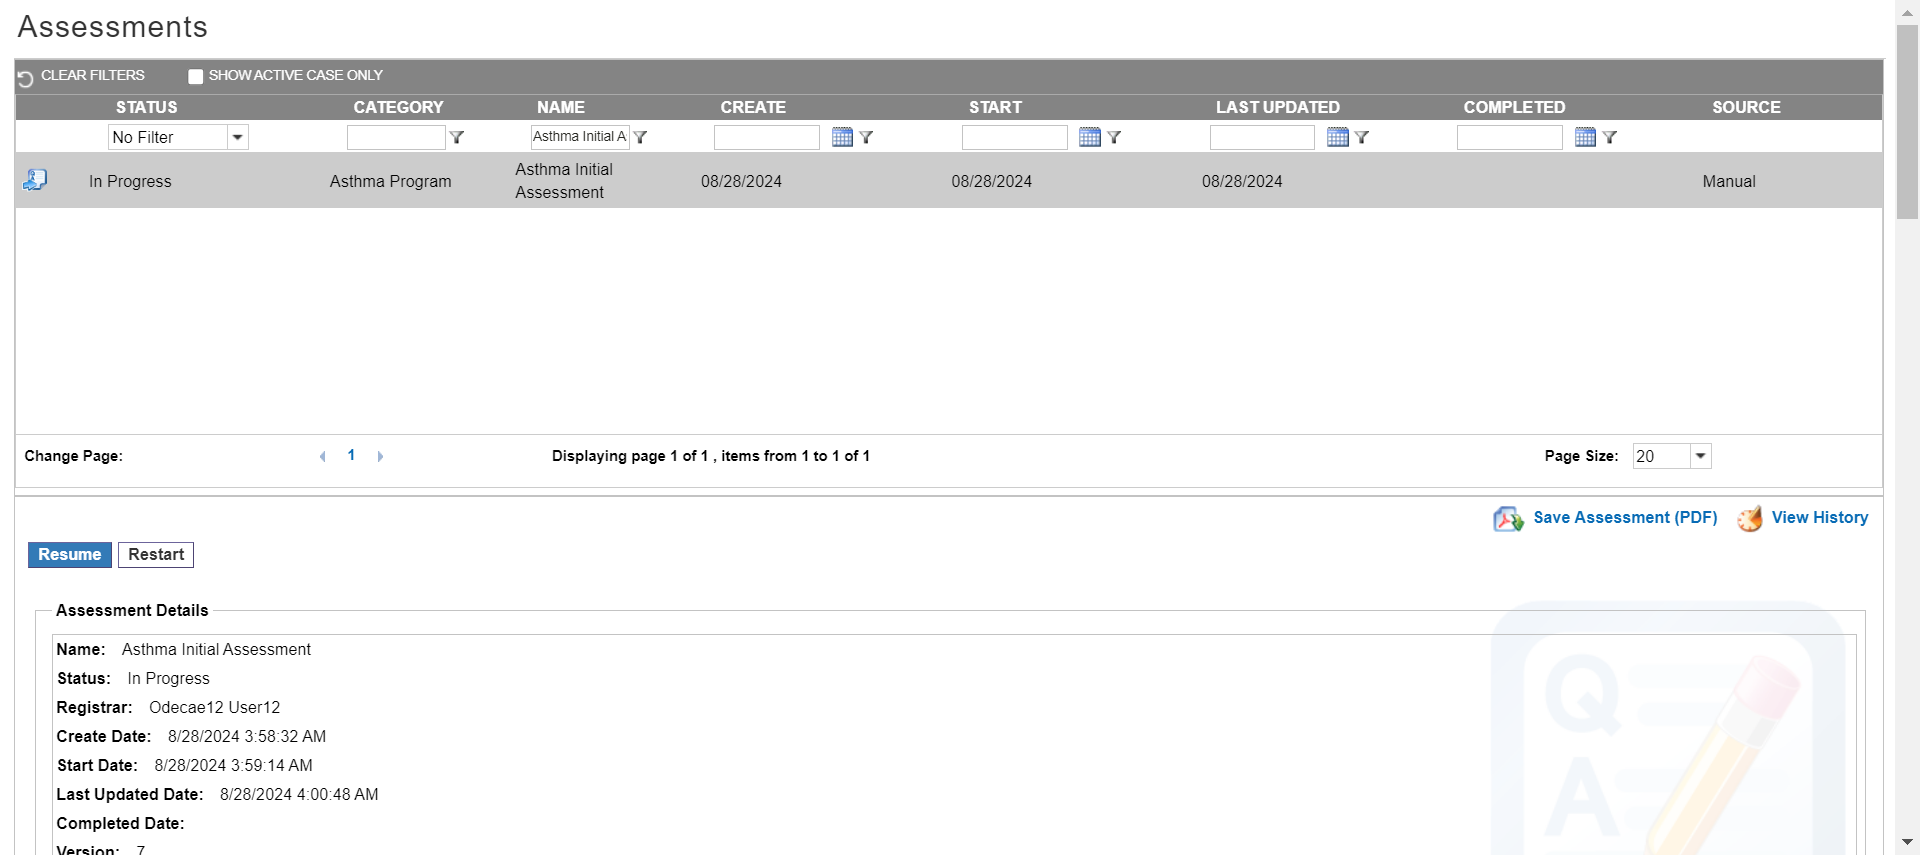 Assessments
CLEAR FILTERS SHOW ACTIVE CASE ONLY
STATUS CATEGORY NAME CREATE START LAST UPDATED COMPLETED SOURCE
No Filter Asthma Initial A
In Progress Asthma Program Asthma Initial 08/28/2024 08/28/2024 08/28/2024 Manual
Assessment
Change Page: 1 Displaying page 1 of 1 , items from 1 to 1 of 1 Page Size: 20
Save Assessment (PDF) View History
Resume Restart
Assessment Details
Name: Asthma Initial Assessment
Status: In Progress
Registrar: Odecae12 User12
Create Date: 8/28/2024 3:58:32 AM
Start Date: 8/28/2024 3:59:14 AM
Last Updated Date: 8/28/2024 4:00:48 AM
Completed Date:
Version: 7
Q
A